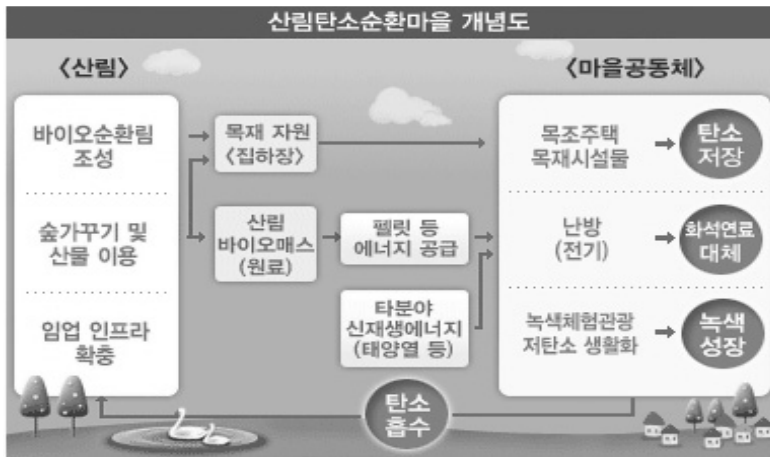 산림탄소순환마을 개념도
〈산림〉
바이오순환림
조성
숲가꾸기 및
산물 이용
임업 인프라
확충
목재 자원
〈집하장〉
산림
바이오매스
(원료)
펠릿 등
에너지 공급
타분야
신재생에너지
(태양열 등)
〈마을공동체〉
목조주택
목재시설물
탄소
저장
난방
(전기)
화석연료
대체
녹색체험관광
저탄소 생활화
녹색
성장
탄소
흡수